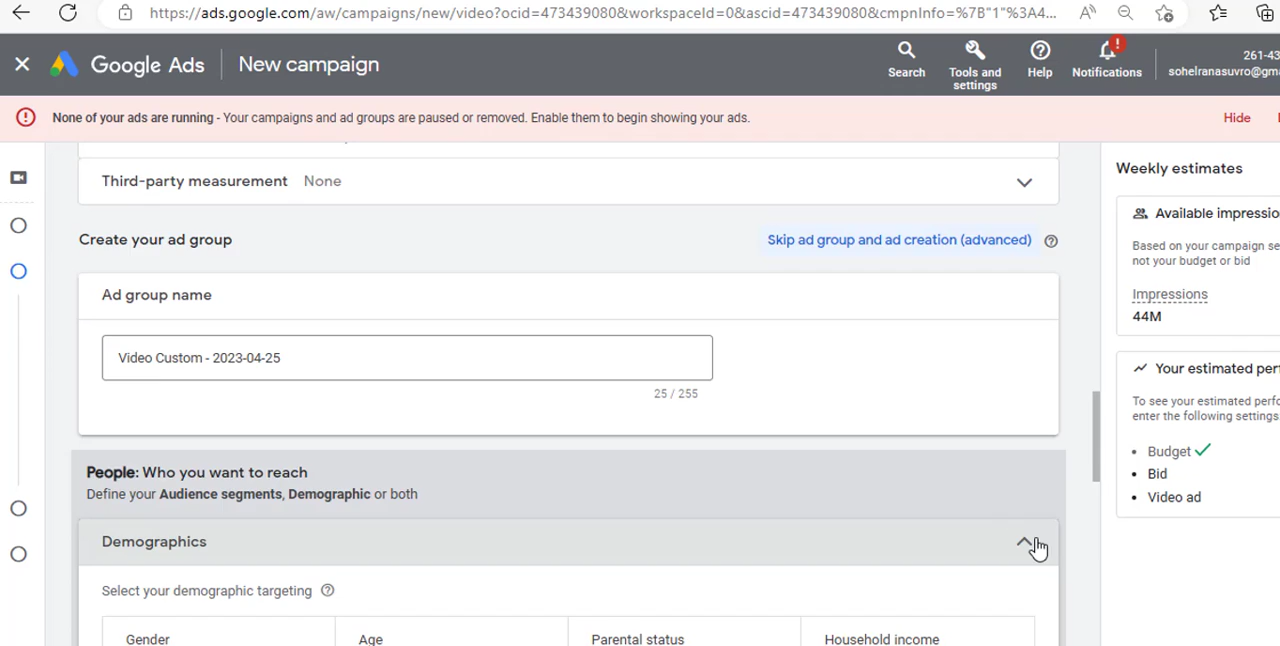 https://ads.google.com/aw/campaigns/new/video?ocid=473439080&workspaceId=0&ascid=473439080&cmpnInfo=%7B"1"%3A4...
Google Ads
New campaign
Search
Tools and
settings
Help
Notifications
261-43
sohelranasuvro@gm
None of your ads are running - Your campaigns and ad groups are paused or removed. Enable them to begin showing your ads.
Hide
Third-party measurement None
Create your ad group
Skip ad group and ad creation (advanced)
Ad group name
Video Custom - 2023-04-25
25 / 255
People: Who you want to reach
Define your Audience segments, Demographic or both
Demographics
Select your demographic targeting
Gender
Age
Parental status
Household income
Weekly estimates
Available impressio
Based on your campaign se
not your budget or bid
Impressions
44M
Your estimated perf
To see your estimated perfo
enter the following settings
• Budget
• Bid
• Video ad